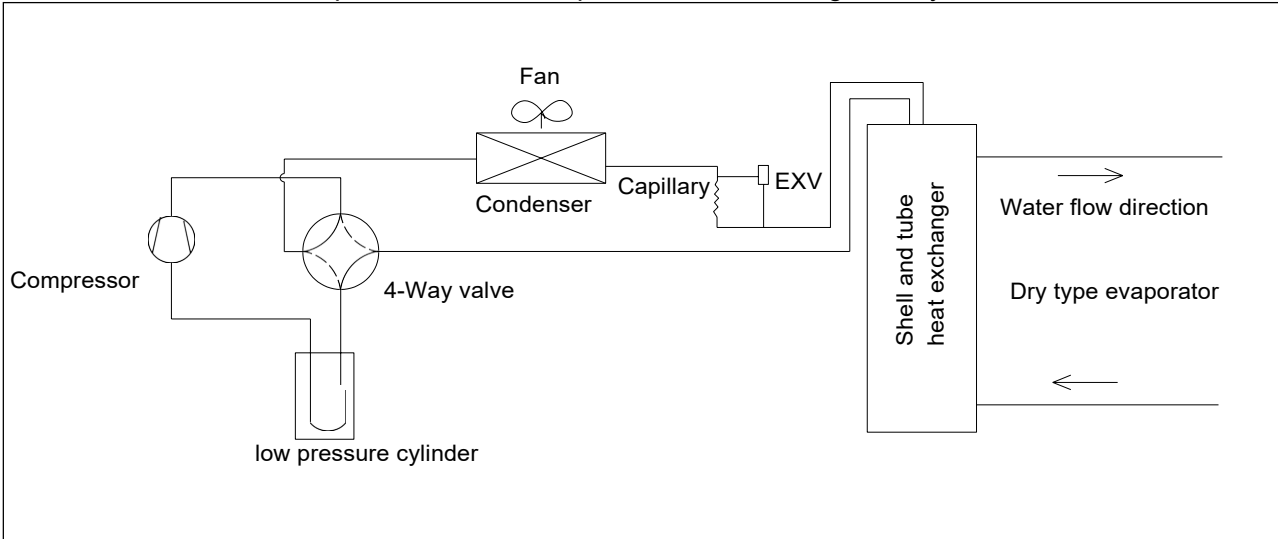 Fan
Capillary
EXV
Condenser
Compressor
4-Way valve
low pressure cylinder
Shell and tube
heat exchanger
Water flow direction
Dry type evaporator